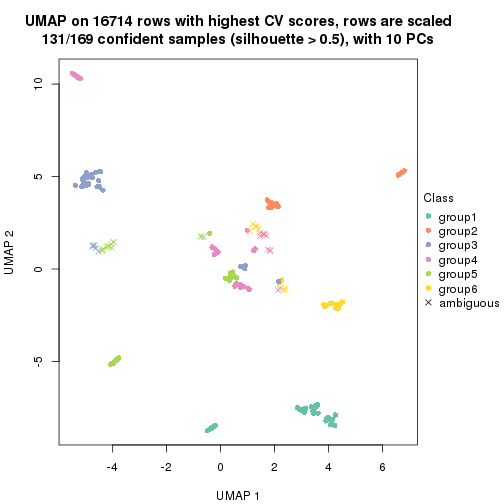 UMAP on 16714 rows with highest CV scores, rows are scaled
131/169 confident samples (silhouette > 0.5), with 10 PCs
10
5
0
-5
UMAP 2
-4
-2
0
2
4
6
UMAP 1
Class
group1
group2
group3
group4
group5
group6
ambiguous